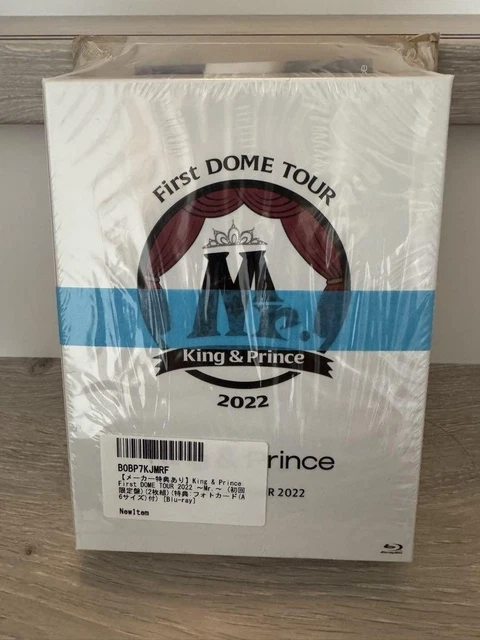 First DOME TOUR
Mr.
King & Prince
2022
rince
R 2022
B0BP7KJMRF
【メーカー特典あり】King & Prince
First DOME TOUR 2022 ～Mr.～ (初回
限定盤)(2枚組)(特典:フォトカード(A
6サイズ)付) [Blu-ray]
NewItem